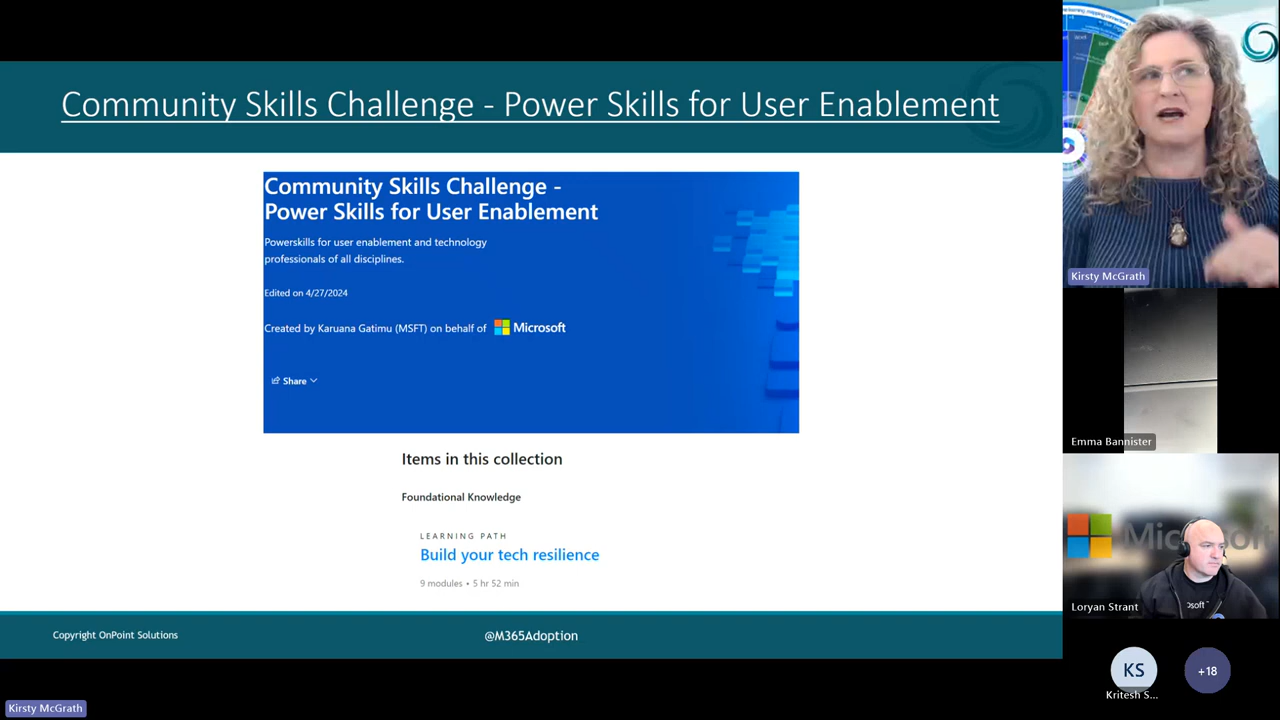 Community Skills Challenge - Power Skills for User Enablement
Community Skills Challenge -
Power Skills for User Enablement
Powerskills for user enablement and technology
professionals of all disciplines.
Edited on 4/27/2024
Created by Karuana Gatimu (MSFT) on behalf of Microsoft
Share
Items in this collection
Foundational Knowledge
LEARNING PATH
Build your tech resilience
9 modules • 5 hr 52 min
Copyright OnPoint Solutions
@M365Adoption
Kirsty McGrath
Kirsty McGrath
Emma Bannister
Loryan Strant
KS
Kritesh S...
+18